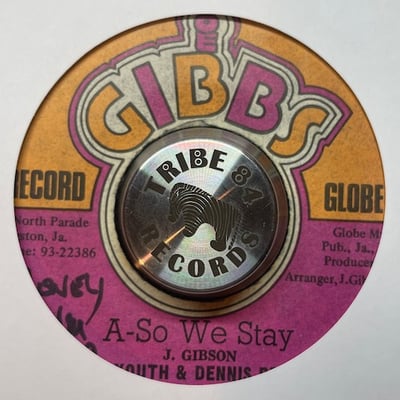 GIBBS
RECORD
GLOBE
North Parade
ston, Ja.
ne: 93-22386
Globe M
Pub., Ja.,
Producer
Arranger, J.Gi
TRIBE 84
RECORDS
A-So We Stay
J. GIBSON
YOUTH & DENNIS